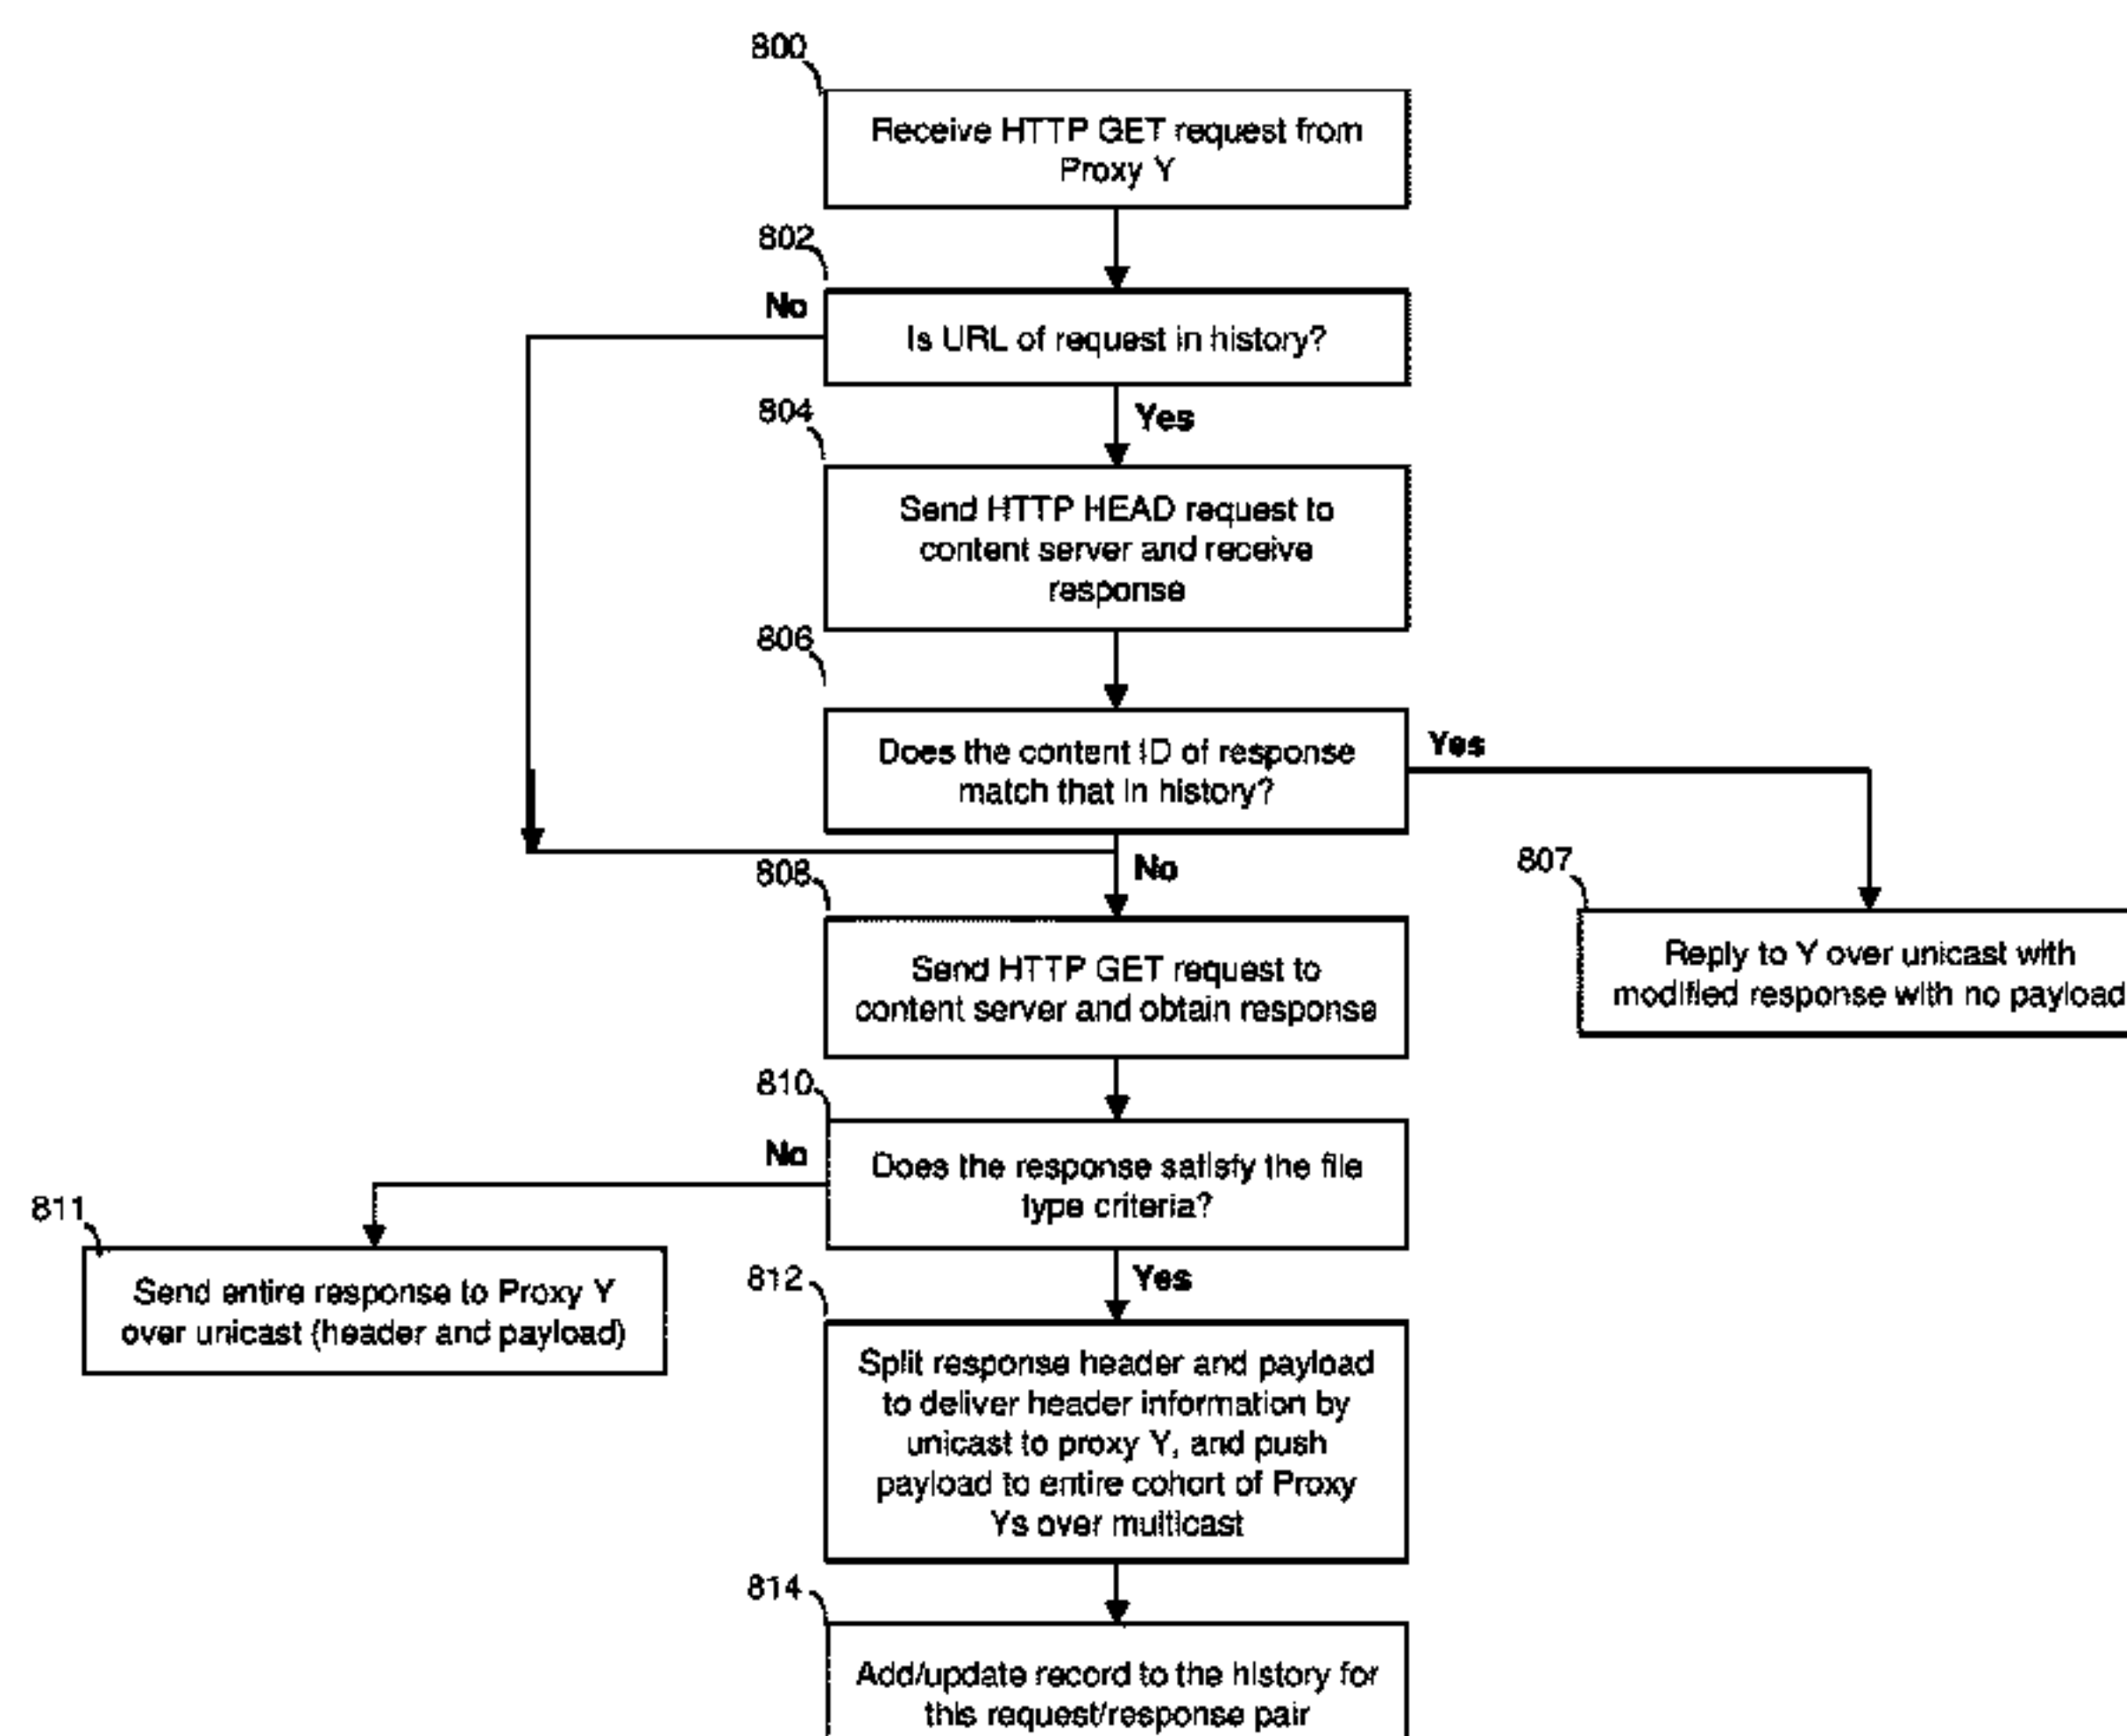 800
Receive HTTP GET request from
Proxy Y
802
No
Is URL of request in history?
Yes
804
Send HTTP HEAD request to
content server and receive
response
806
Does the content ID of response
match that in history?
Yes
No
807
Reply to Y over unicast with
modified response with no payload
808
Send HTTP GET request to
content server and obtain response
810
No
Does the response satisfy the file
type criteria?
Yes
811
Send entire response to Proxy Y
over unicast (header and payload)
812
Split response header and payload
to deliver header information by
unicast to proxy Y, and push
payload to entire cohort of Proxy
Ys over multicast
814
Add/update record to the history for
this request/response pair